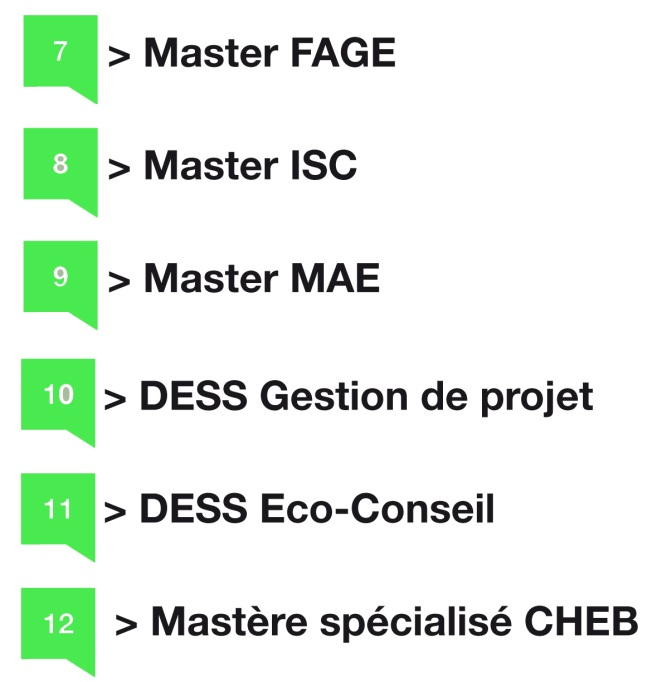 7 > Master FAGE
8 > Master ISC
9 > Master MAE
10 > DESS Gestion de projet
11 > DESS Eco-Conseil
12 > Mastère spécialisé CHEB